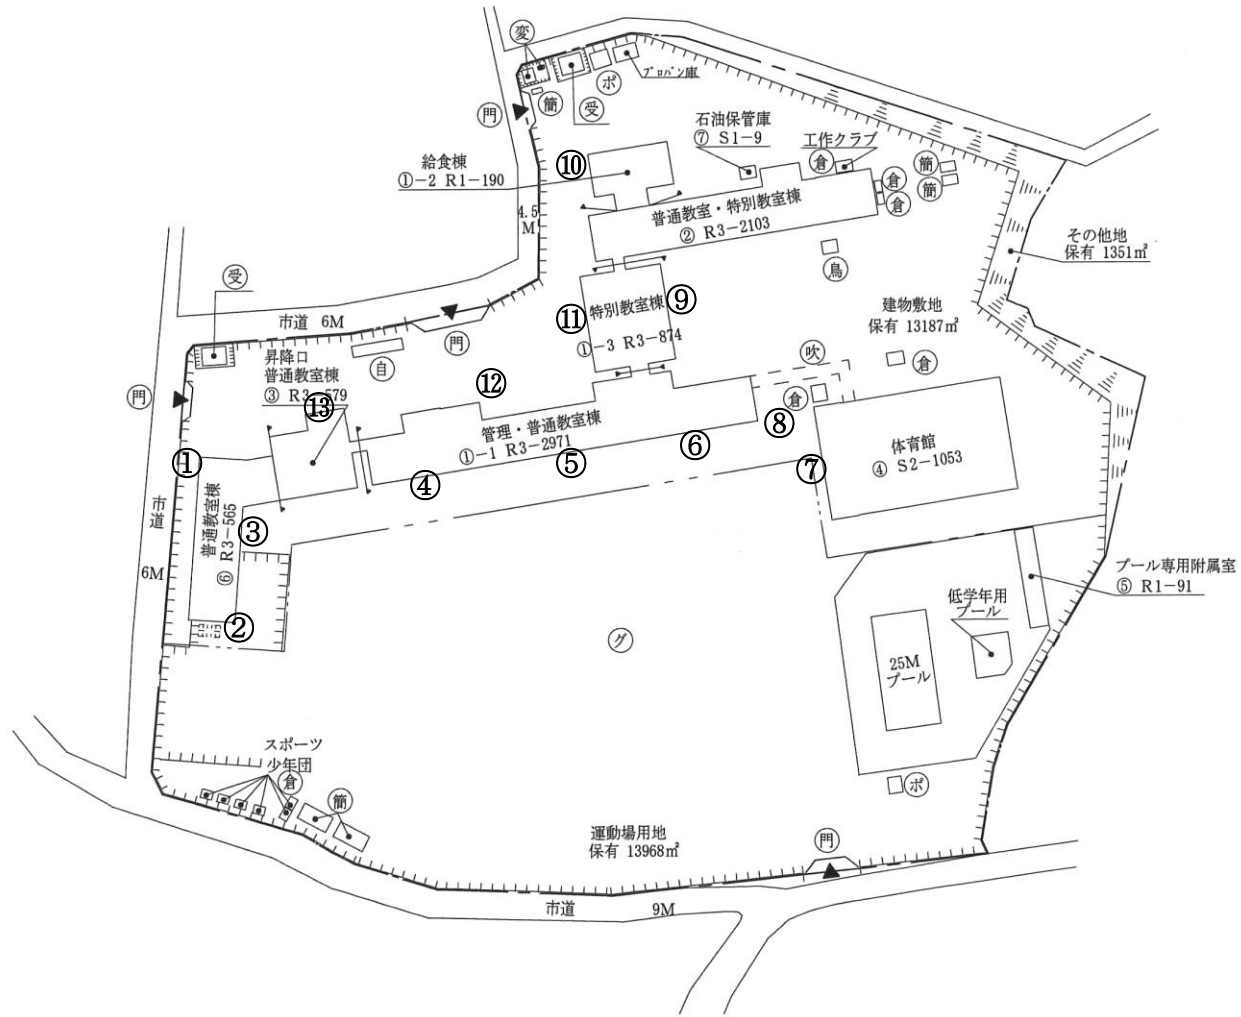 変
プロパン庫
ポ
簡
受
門
石油保管庫
⑦ S1-9
工作クラブ
倉
簡
簡
倉
倉
給食棟
①-2 R1-190
⑩
4.5
M
普通教室・特別教室棟
② R3-2103
その他地
保有 1351㎡
鳥
受
特別教室棟
⑨
⑪
①-3 R3-874
建物敷地
保有 13187㎡
市道 6M
門
自
吹
倉
昇降口
普通教室棟
③ R3-579
⑬
⑫
門
倉
管理・普通教室棟
①-1 R3-2971
⑧
⑥
⑤
④
⑦
体育館
④ S2-1053
①
市道
6M
普通教室棟
⑥ R3-565
③
②
プール専用附属室
⑤ R1-91
低学年用
プール
グ
25M
プール
スポーツ
少年団
倉
簡
ポ
運動場用地
保有 13968㎡
門
市道 9M